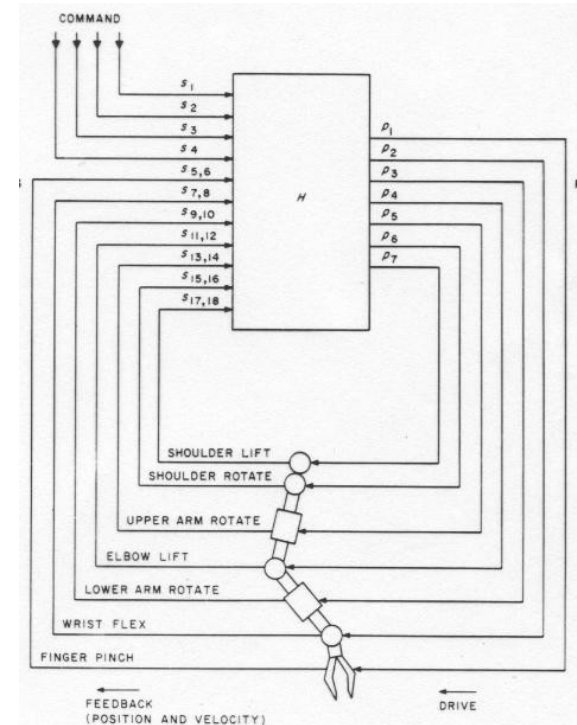 COMMAND
s1
s2
s3
s4
s5,6
s7,8
s9,10
s11,12
s13,14
s15,16
s17,18
H
p1
p2
p3
p4
p5
p6
p7
SHOULDER LIFT
SHOULDER ROTATE
UPPER ARM ROTATE
ELBOW LIFT
LOWER ARM ROTATE
WRIST FLEX
FINGER PINCH
FEEDBACK
(POSITION AND VELOCITY)
DRIVE